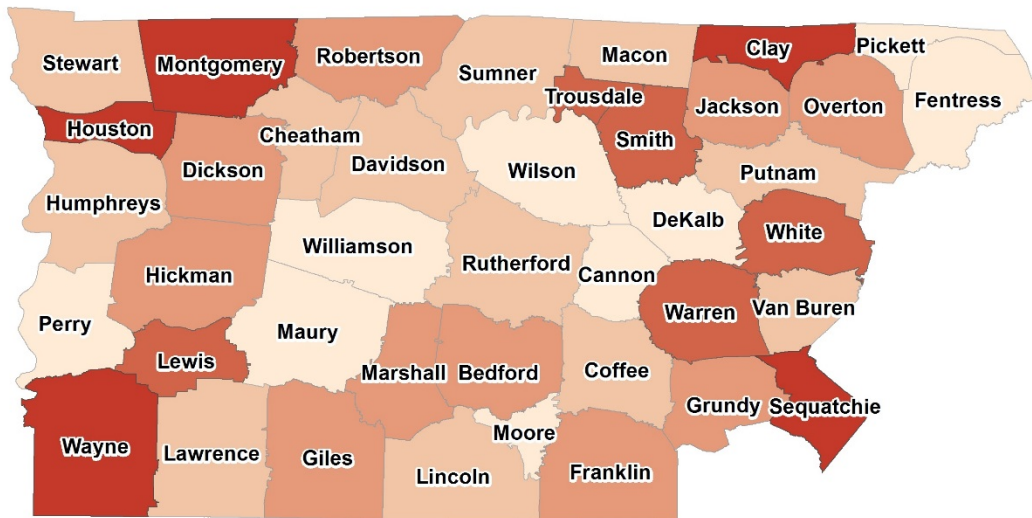 Stewart
Montgomery
Robertson
Sumner
Macon
Clay
Pickett
Fentress
Houston
Cheatham
Trousdale
Smith
Jackson
Overton
Dickson
Davidson
Wilson
Putnam
Humphreys
Williamson
DeKalb
White
Hickman
Rutherford
Cannon
Perry
Maury
Warren
Van Buren
Lewis
Marshall
Bedford
Coffee
Grundy
Sequatchie
Wayne
Lawrence
Giles
Lincoln
Moore
Franklin